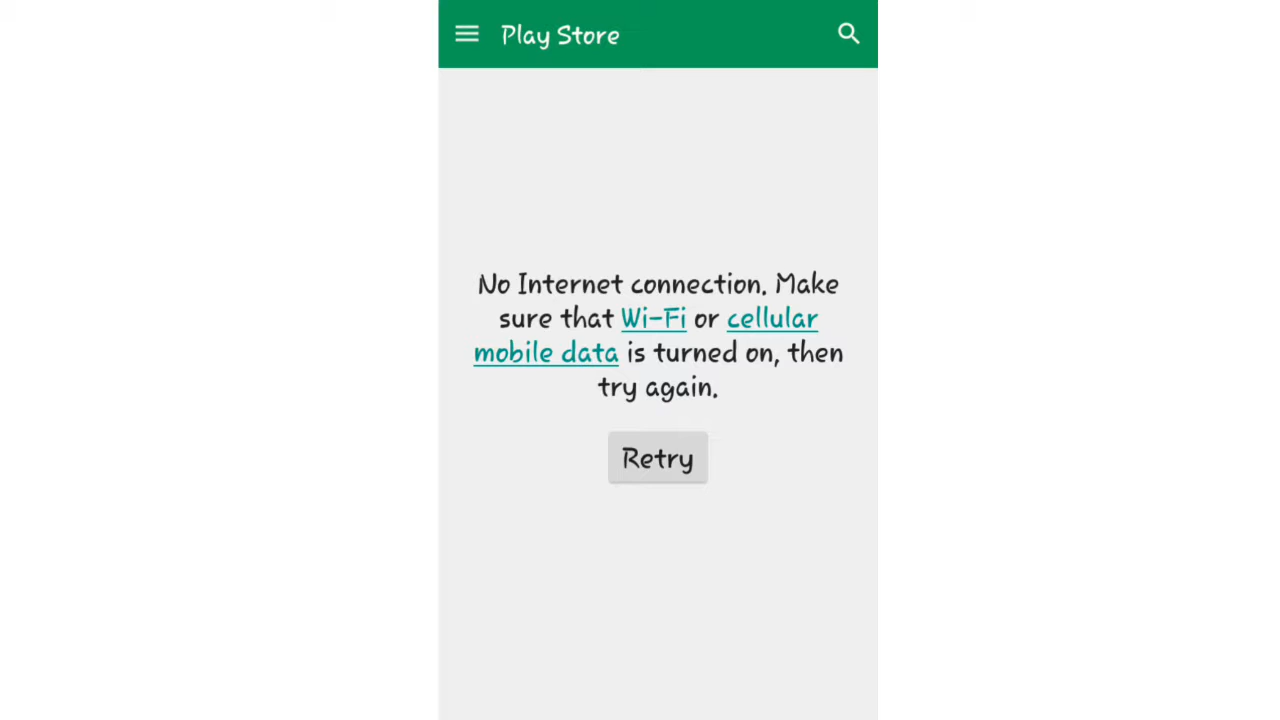 Play Store
No Internet connection. Make
sure that Wi-Fi or cellular
mobile data is turned on, then
try again.
Retry